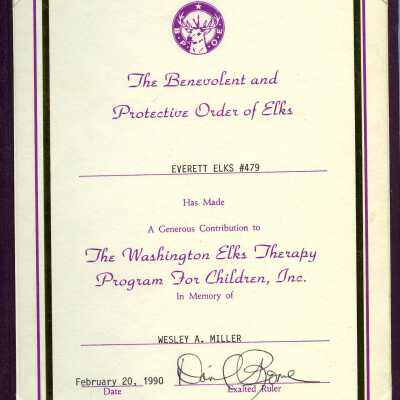 B P O E
The Benevolent and
Protective Order of Elks
EVERETT ELKS #479
Has Made
A Generous Contribution to
The Washington Elks Therapy
Program For Children, Inc.
In Memory of
WESLEY A. MILLER
February 20, 1990
Date
Exalted Ruler